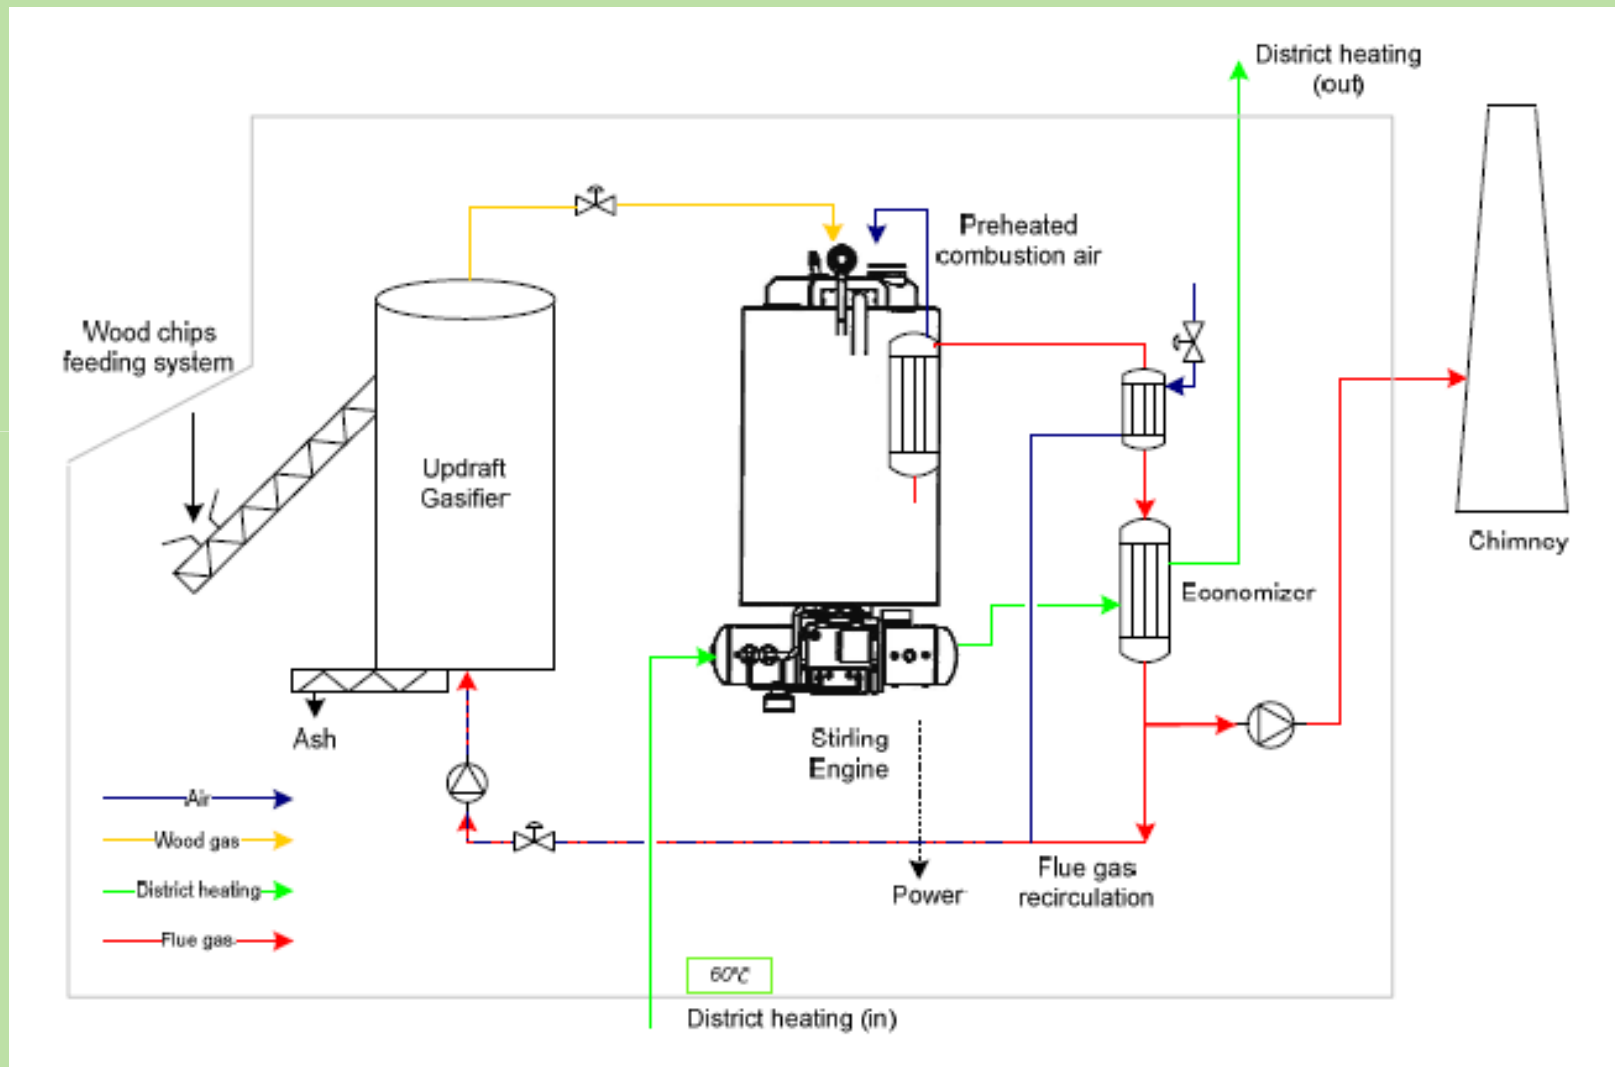 District heating
(out)
Preheated
combustion air
Wood chips
feeding system
Updraft
Gasifier
Chimney
Economizer
Ash
Stirling
Engine
Air
Wood gas
District heating
Flue gas
Power
Flue gas
recirculation
60°C
District heating (in)